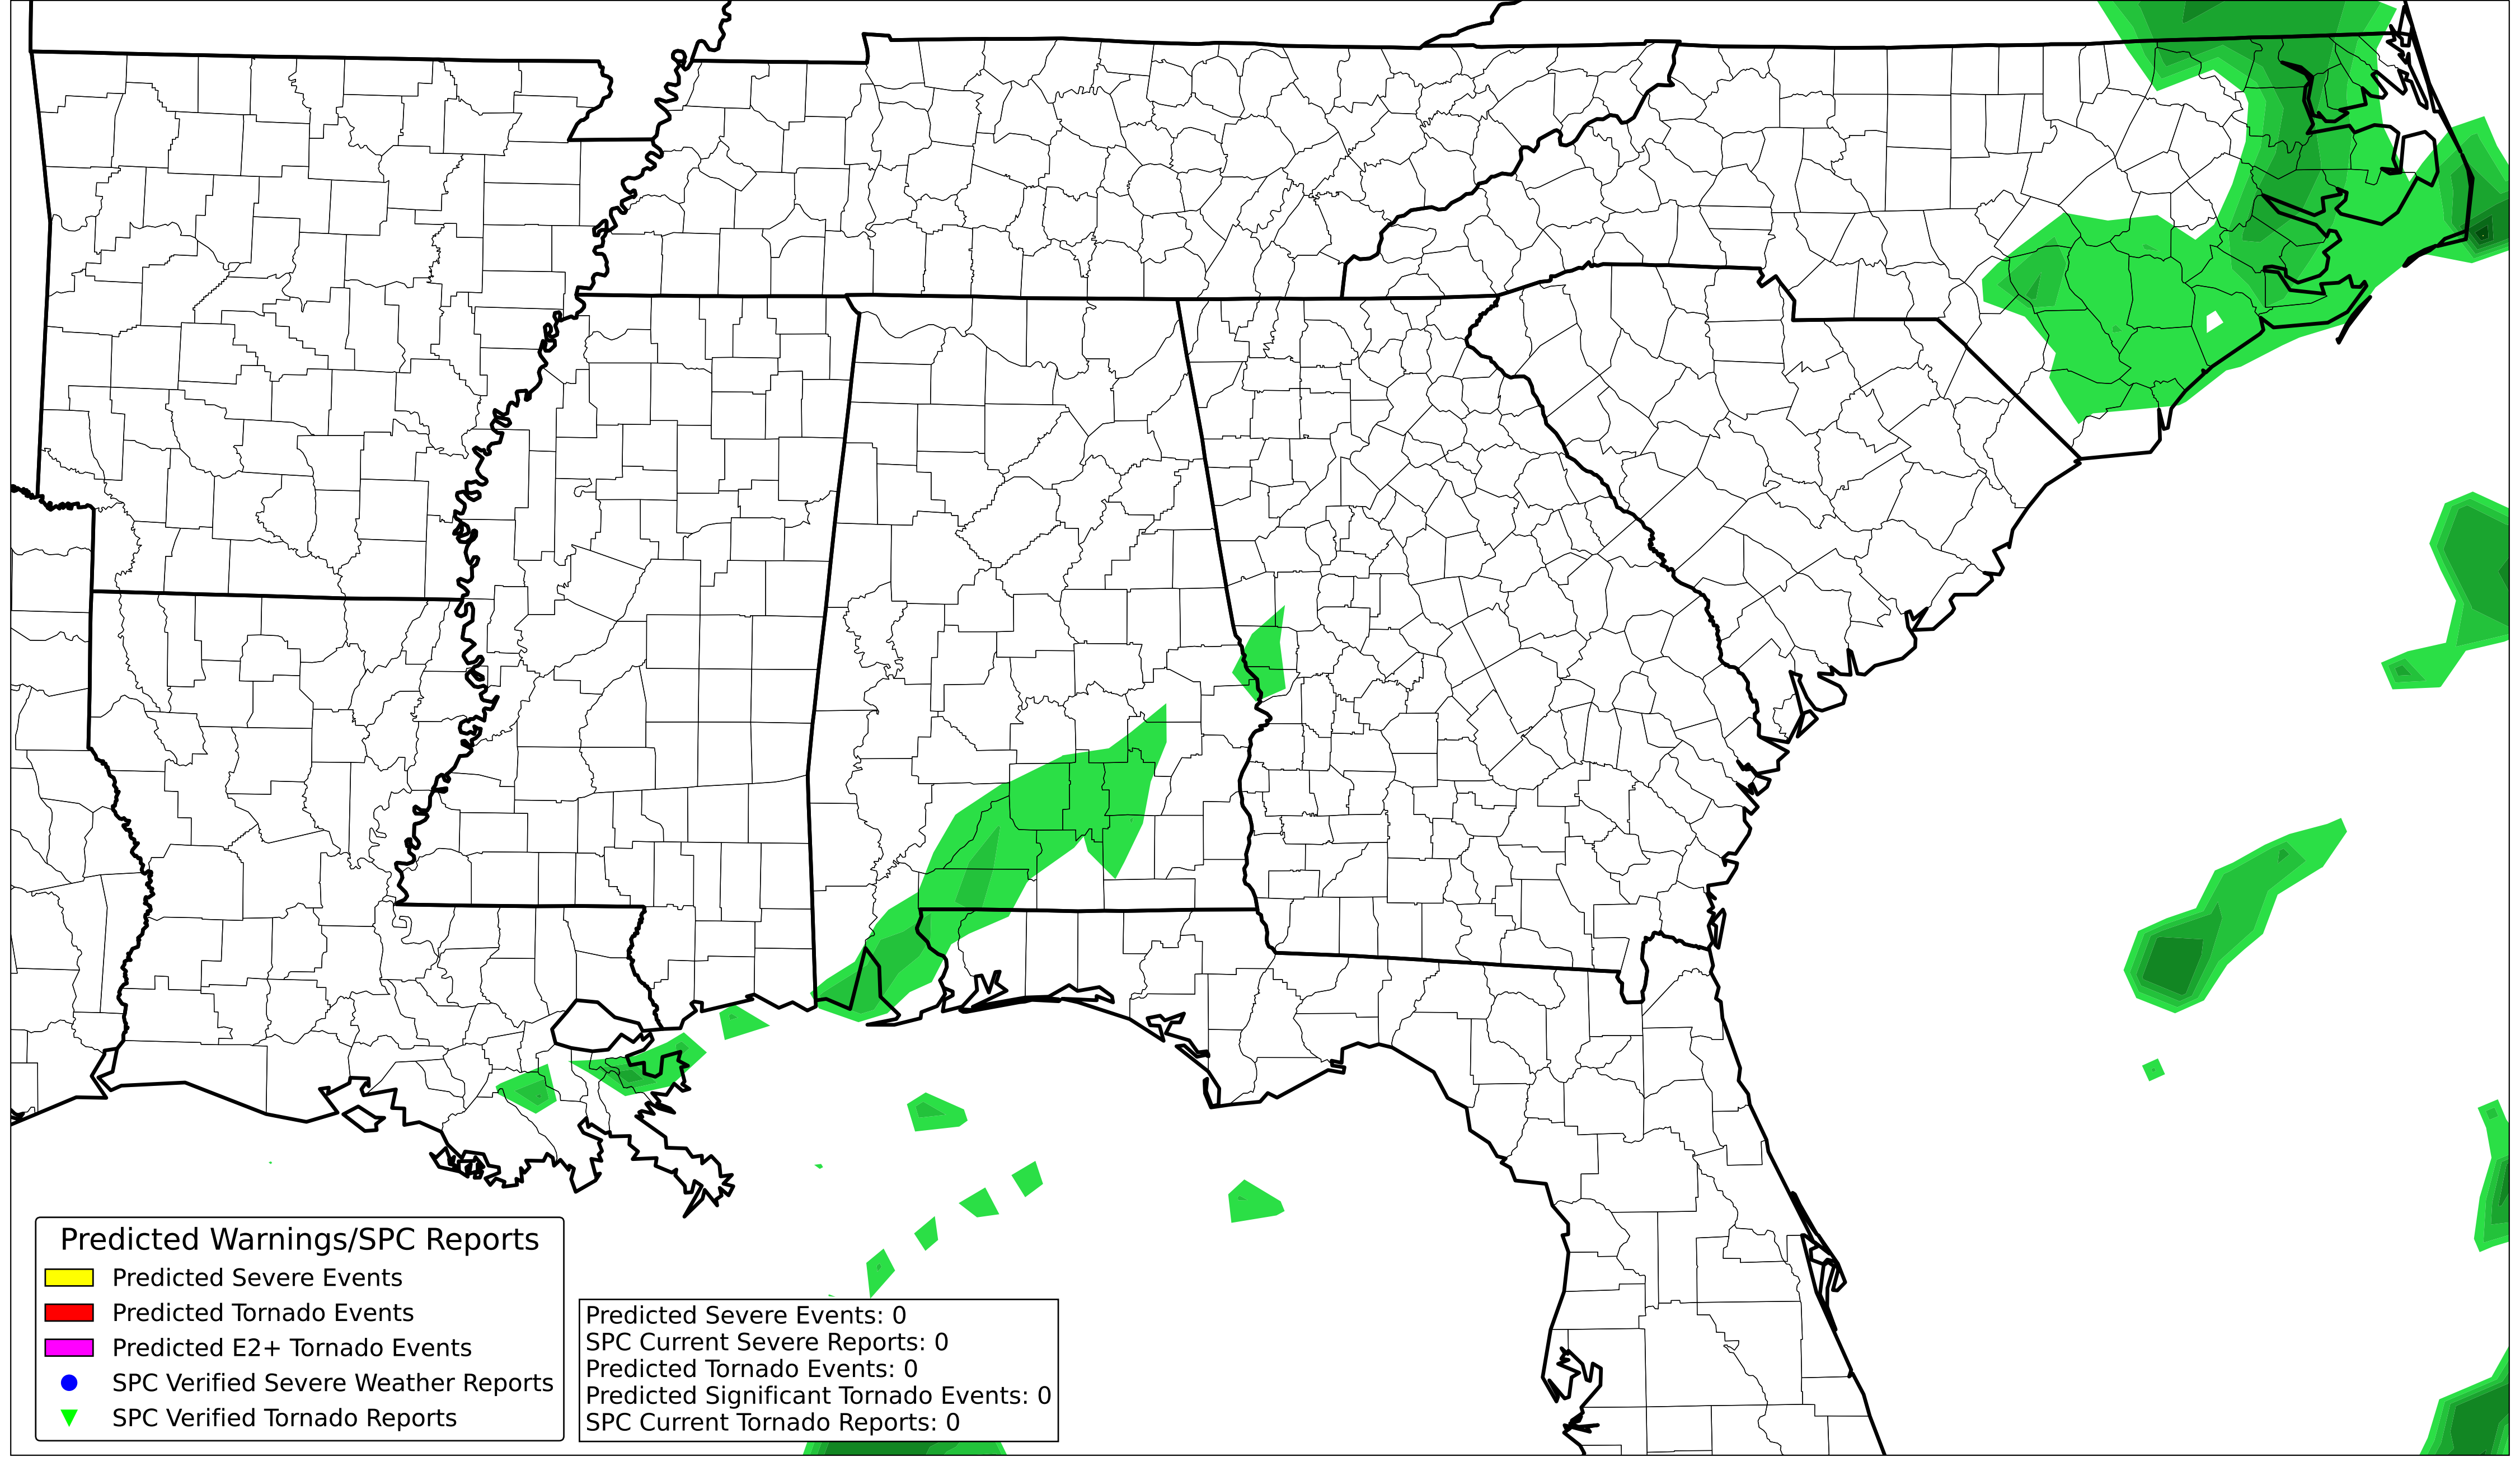 Predicted Warnings/SPC Reports
Predicted Severe Events
Predicted Tornado Events
Predicted E2+ Tornado Events
SPC Verified Severe Weather Reports
SPC Verified Tornado Reports
Predicted Severe Events: 0
SPC Current Severe Reports: 0
Predicted Tornado Events: 0
Predicted Significant Tornado Events: 0
SPC Current Tornado Reports: 0